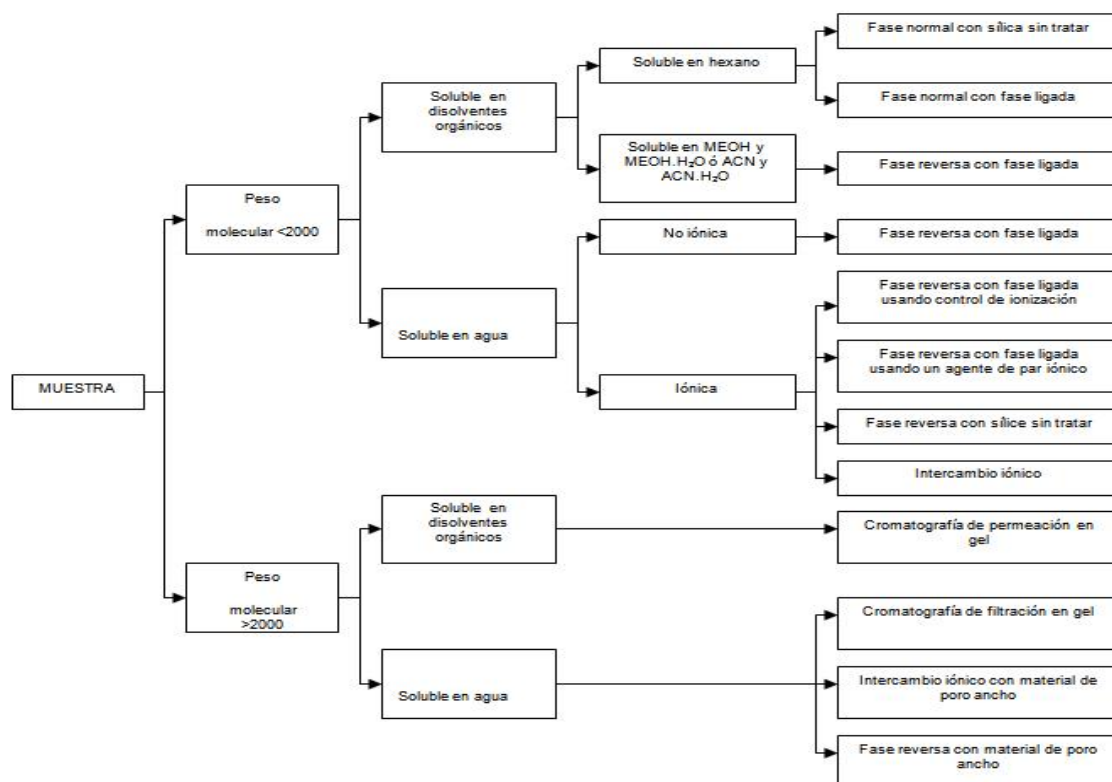 MUESTRA
Peso
molecular <2000
Soluble en
disolventes
orgánicos
Soluble en hexano
Fase normal con sílica sin tratar
Fase normal con fase ligada
Soluble en MEOH y
MEOH.H₂O ó ACN y
ACN.H₂O
Fase reversa con fase ligada
Soluble en agua
No iónica
Fase reversa con fase ligada
Iónica
Fase reversa con fase ligada
usando control de ionización
Fase reversa con fase ligada
usando un agente de par iónico
Fase reversa con sílice sin tratar
Intercambio iónico
Peso
molecular
>2000
Soluble en
disolventes
orgánicos
Cromatografía de permeación en
gel
Soluble en agua
Cromatografía de filtración en gel
Intercambio iónico con material de
poro ancho
Fase reversa con material de poro
ancho